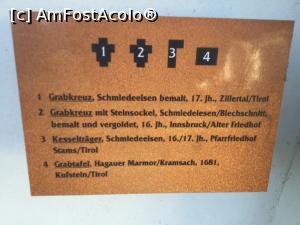 [c] AmFostAcolo®
1 2 3 4
1 Grabkreuz, Schmiedeeisen bemalt, 17. Jh., Zillertal/Tirol
2 Grabkreuz mit Steinsockel, Schmiedeeisen/Blechschnitt,
bemalt und vergoldet, 16. Jh., Innsbruck/Alter Friedhof
3 Kesselträger, Schmiedeeisen, 16./17. Jh., Pfarrfriedhof
Stams/Tirol
4 Grabtafel, Hagauer Marmor/Kramsach, 1681,
Kufstein/Tirol